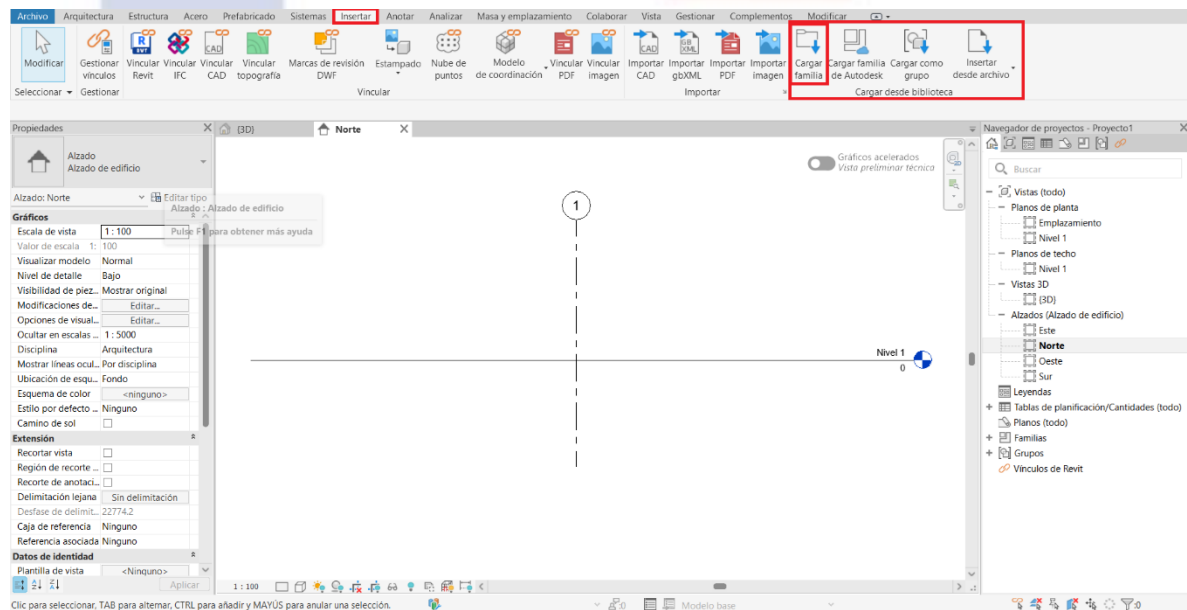 Archivo Arquitectura Estructura Acero Prefabricado Sistemas Insertar Anotar Analizar Masa y emplazamiento Colaborar Vista Gestionar Complementos Modificar
Modificar
Gestionar vínculos
Vincular Revit
Vincular IFC
Vincular CAD
Vincular topografía
Marcas de revisión DWF
Estampado
Nube de puntos
Modelo de coordinación
Vincular PDF
Vincular imagen
Importar CAD
Importar gbXML
Importar PDF
Importar imagen
Cargar familia
Cargar familia de Autodesk
Cargar como grupo
Insertar desde archivo
Seleccionar Gestionar Vincular Importar Cargar desde biblioteca
Propiedades
Alzado
Alzado de edificio
Alzado: Norte Editar tipo
Alzado : Alzado de edificio
Pulse F1 para obtener más ayuda
Gráficos
Escala de vista 1 : 100
Valor de escala 1: 100
Visualizar modelo Normal
Nivel de detalle Bajo
Visibilidad de piez... Mostrar original
Modificaciones de... Editar...
Opciones de visual... Editar...
Ocultar en escalas ... 1 : 5000
Disciplina Arquitectura
Mostrar líneas ocul... Por disciplina
Ubicación de esqu... Fondo
Esquema de color <ninguno>
Estilo por defecto ... Ninguno
Camino de sol
Extensión
Recortar vista
Región de recorte ...
Recorte de anotaci...
Delimitación lejana Sin delimitación
Desfase de delimit... 22774.2
Caja de referencia Ninguno
Referencia asociada Ninguno
Datos de identidad
Plantilla de vista <Ninguno>
Aplicar
{3D} Norte
Gráficos acelerados
Vista preliminar técnica
1
Nivel 1
0
1 : 100
Navegador de proyectos - Proyecto1
Buscar
Vistas (todo)
Planos de planta
Emplazamiento
Nivel 1
Planos de techo
Nivel 1
Vistas 3D
{3D}
Alzados (Alzado de edificio)
Este
Norte
Oeste
Sur
Leyendas
Tablas de planificación/Cantidades (todo)
Planos (todo)
Familias
Grupos
Vínculos de Revit
Clic para seleccionar, TAB para alternar, CTRL para añadir y MAYÚS para anular una selección. :0 Modelo base :0